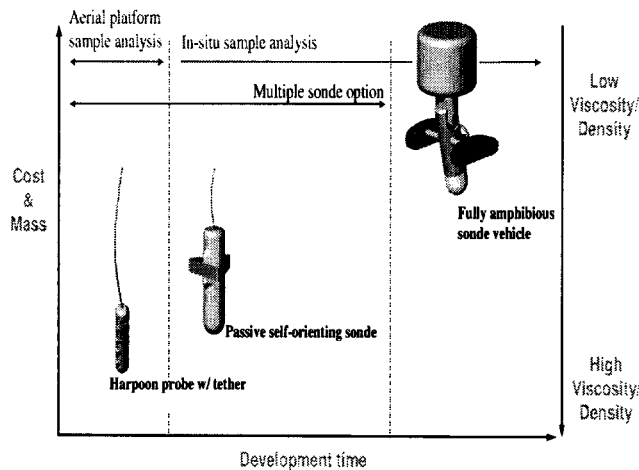 Aerial platform
sample analysis
In-situ sample analysis
Multiple sonde option
Low
Viscosity/
Density
Cost
&
Mass
Fully amphibious
sonde vehicle
Passive self-orienting sonde
Harpoon probe w/ tether
High
Viscosity/
Density
Development time